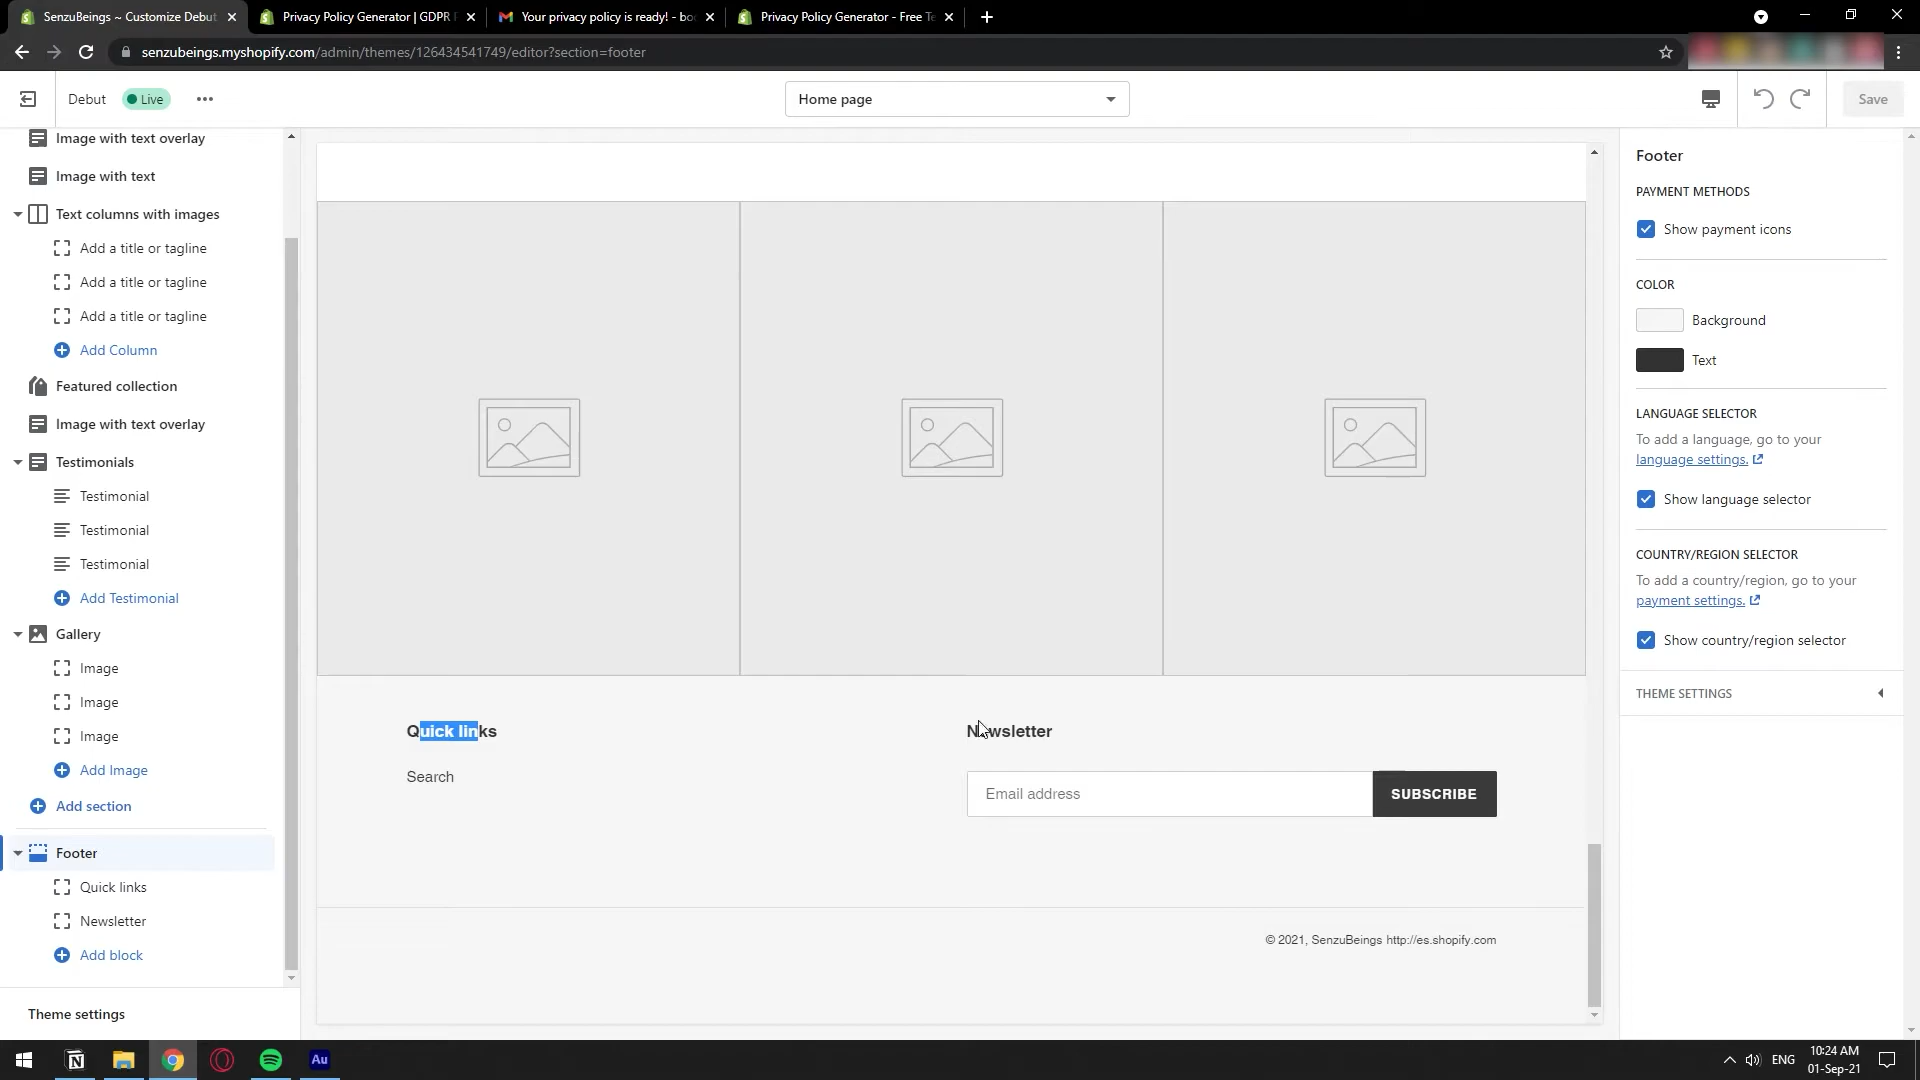 SenzuBeings ~ Customize Debut
Privacy Policy Generator | GDPR P
Your privacy policy is ready! - bo
Privacy Policy Generator - Free Te
senzubeings.myshopify.com/admin/themes/126434541749/editor?section=footer
Debut
Live
Home page
Save
Image with text overlay
Image with text
Text columns with images
Add a title or tagline
Add a title or tagline
Add a title or tagline
Add Column
Featured collection
Image with text overlay
Testimonials
Testimonial
Testimonial
Testimonial
Add Testimonial
Gallery
Image
Image
Image
Add Image
Add section
Footer
Quick links
Newsletter
Add block
Theme settings
Quick links
Search
Newsletter
Email address
SUBSCRIBE
© 2021, SenzuBeings http://es.shopify.com
Footer
PAYMENT METHODS
Show payment icons
COLOR
Background
Text
LANGUAGE SELECTOR
To add a language, go to your
language settings.
Show language selector
COUNTRY/REGION SELECTOR
To add a country/region, go to your
payment settings.
Show country/region selector
THEME SETTINGS
Au
ENG
10:24 AM
01-Sep-21